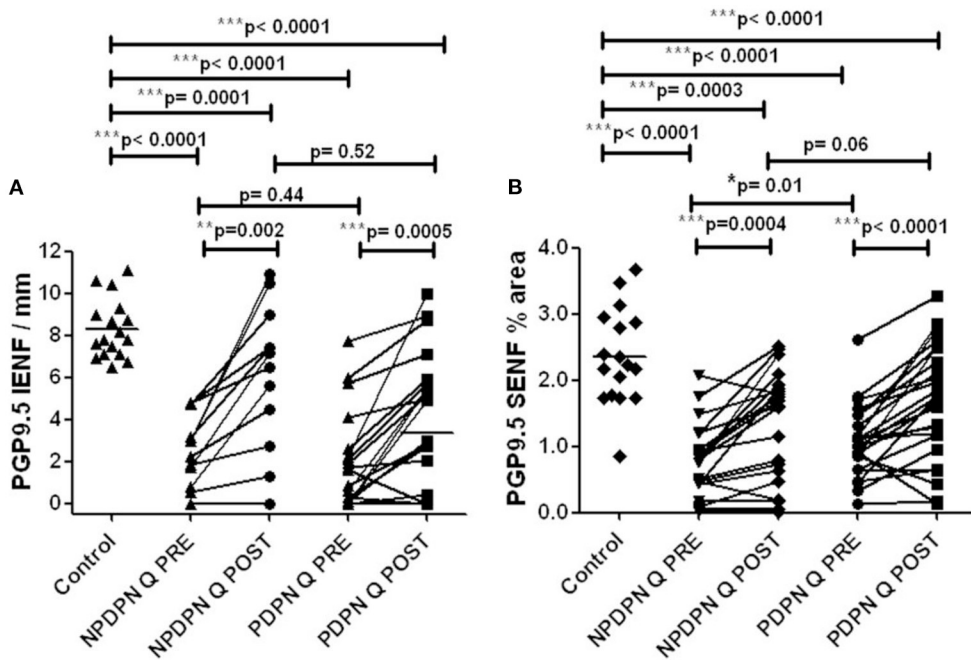 ***p< 0.0001
***p< 0.0001
***p= 0.0001
***p< 0.0001
p= 0.52
A
p= 0.44
**p=0.002
***p= 0.0005
PGP9.5 IENF / mm
12
10
8
6
4
2
0
Control
NPDPN Q PRE
NPDPN Q POST
PDPN Q PRE
PDPN Q POST
***p< 0.0001
***p< 0.0001
***p= 0.0003
***p< 0.0001
p= 0.06
B
*p= 0.01
***p=0.0004
***p< 0.0001
PGP9.5 SENF % area
4.0
3.0
2.0
1.0
0.0
Control
NPDPN Q PRE
NPDPN Q POST
PDPN Q PRE
PDPN Q POST